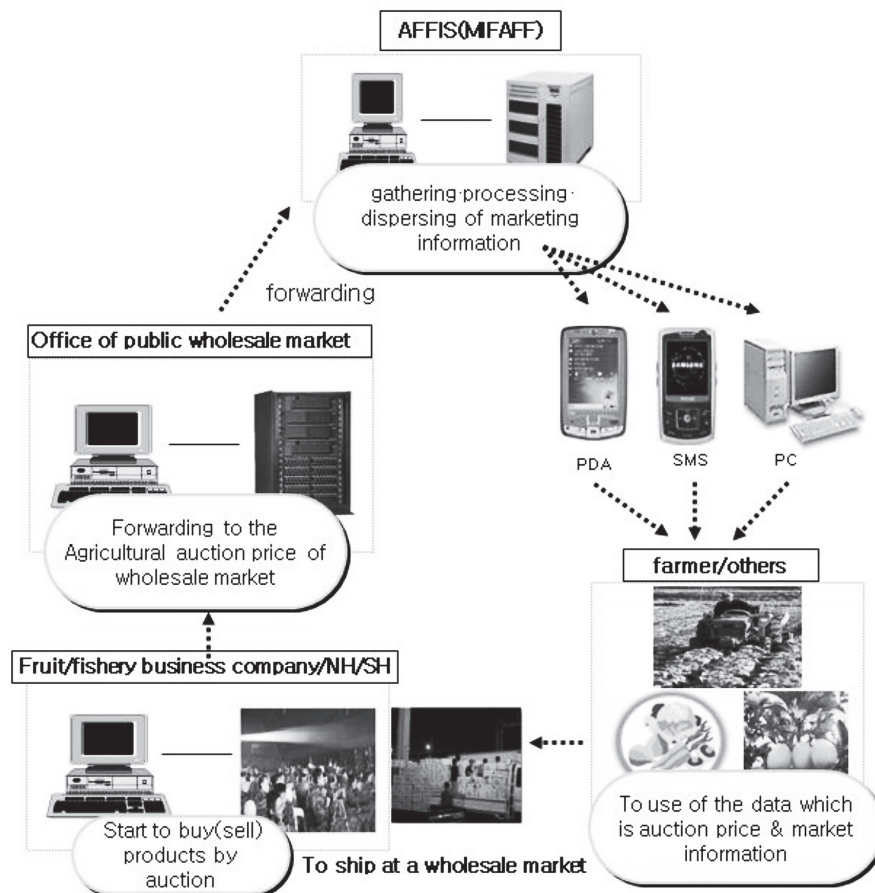 AFFIS(MIFAFF)
gathering·processing·
dispersing of marketing
information
forwarding
Office of public wholesale market
PDA
SMS
PC
Forwarding to the
Agricultural auction price of
wholesale market
farmer/others
Fruit/fishery business company/NH/SH
Start to buy(sell)
products by
auction
To ship at a wholesale market
To use of the data which
is auction price & market
information